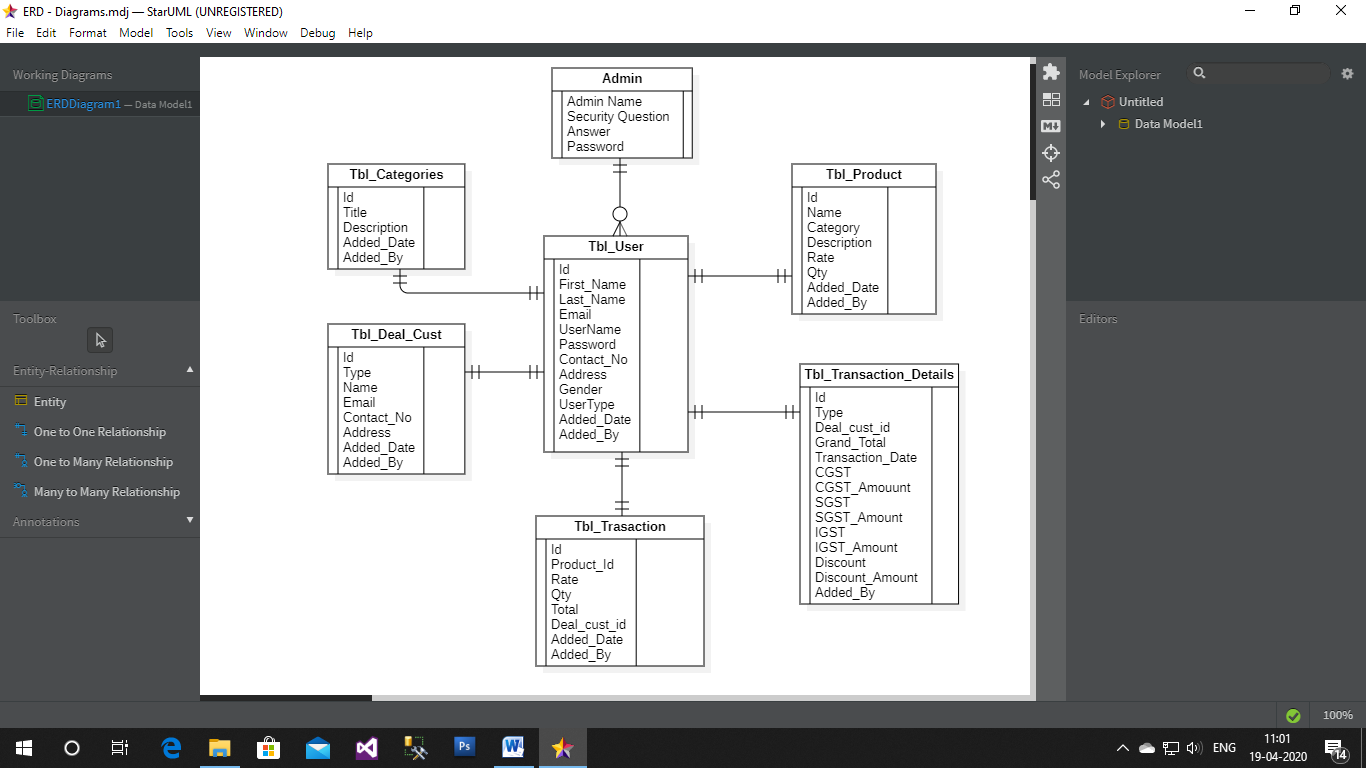 ERD - Diagrams.mdj — StarUML (UNREGISTERED)
File Edit Format Model Tools View Window Debug Help
Working Diagrams
ERDDiagram1 — Data Model1
Toolbox
Entity-Relationship
Entity
One to One Relationship
One to Many Relationship
Many to Many Relationship
Annotations
Admin
Admin Name
Security Question
Answer
Password
Tbl_Categories
Id
Title
Description
Added_Date
Added_By
Tbl_Product
Id
Name
Category
Description
Rate
Qty
Added_Date
Added_By
Tbl_User
Id
First_Name
Last_Name
Email
UserName
Password
Contact_No
Address
Gender
UserType
Added_Date
Added_By
Tbl_Deal_Cust
Id
Type
Name
Email
Contact_No
Address
Added_Date
Added_By
Tbl_Transaction_Details
Id
Type
Deal_cust_id
Grand_Total
Transaction_Date
CGST
CGST_Amouunt
SGST
SGST_Amount
IGST
IGST_Amount
Discount
Discount_Amount
Added_By
Tbl_Trasaction
Id
Product_Id
Rate
Qty
Total
Deal_cust_id
Added_Date
Added_By
M
Model Explorer
Untitled
Data Model1
Editors
100%
Ps
W
ENG
11:01
19-04-2020
14